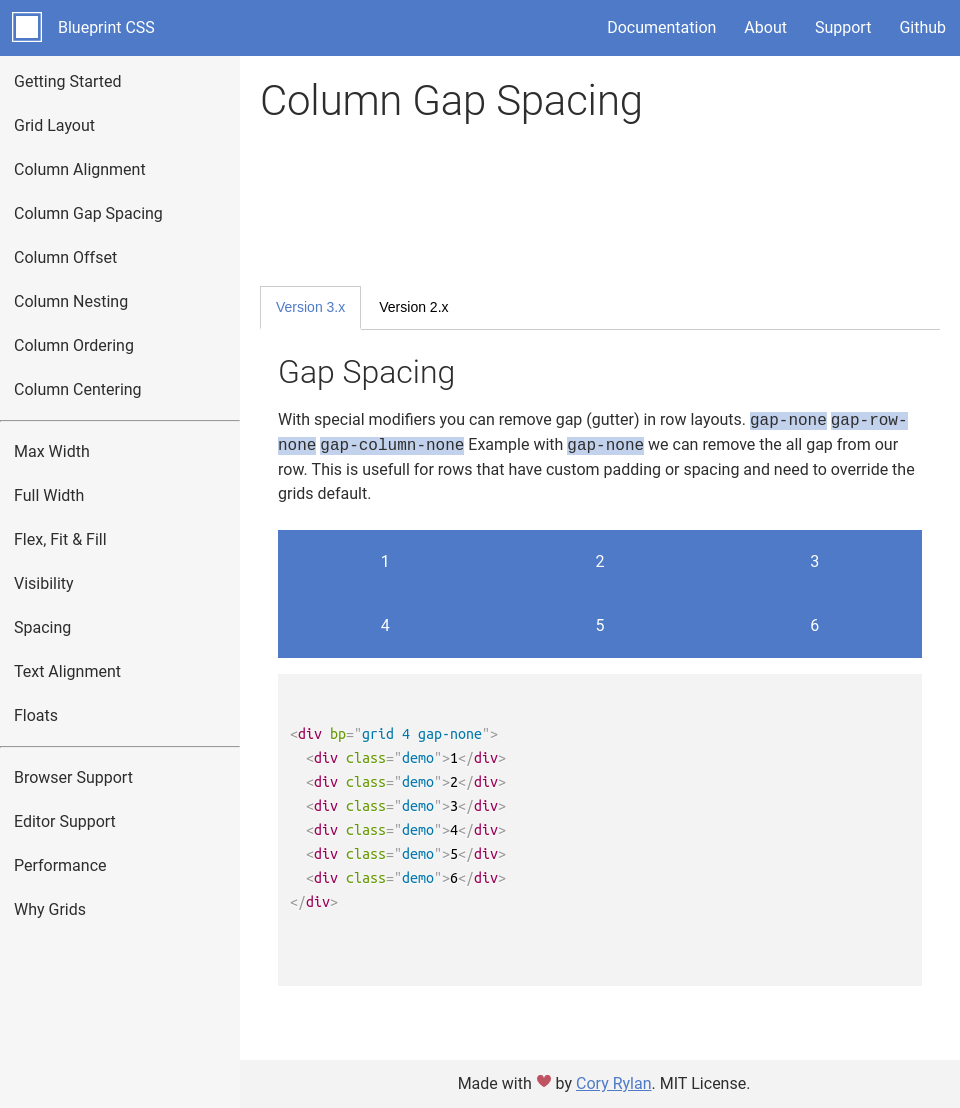 Blueprint CSS
Documentation About Support Github
Getting Started
Grid Layout
Column Alignment
Column Gap Spacing
Column Offset
Column Nesting
Column Ordering
Column Centering
Max Width
Full Width
Flex, Fit & Fill
Visibility
Spacing
Text Alignment
Floats
Browser Support
Editor Support
Performance
Why Grids
Column Gap Spacing
Version 3.x Version 2.x
Gap Spacing
With special modifiers you can remove gap (gutter) in row layouts. gap-none gap-row-
none gap-column-none Example with gap-none we can remove the all gap from our
row. This is usefull for rows that have custom padding or spacing and need to override the
grids default.
1 2 3
4 5 6
<div bp="grid 4 gap-none">
  <div class="demo">1</div>
  <div class="demo">2</div>
  <div class="demo">3</div>
  <div class="demo">4</div>
  <div class="demo">5</div>
  <div class="demo">6</div>
</div>
Made with ❤ by Cory Rylan. MIT License.